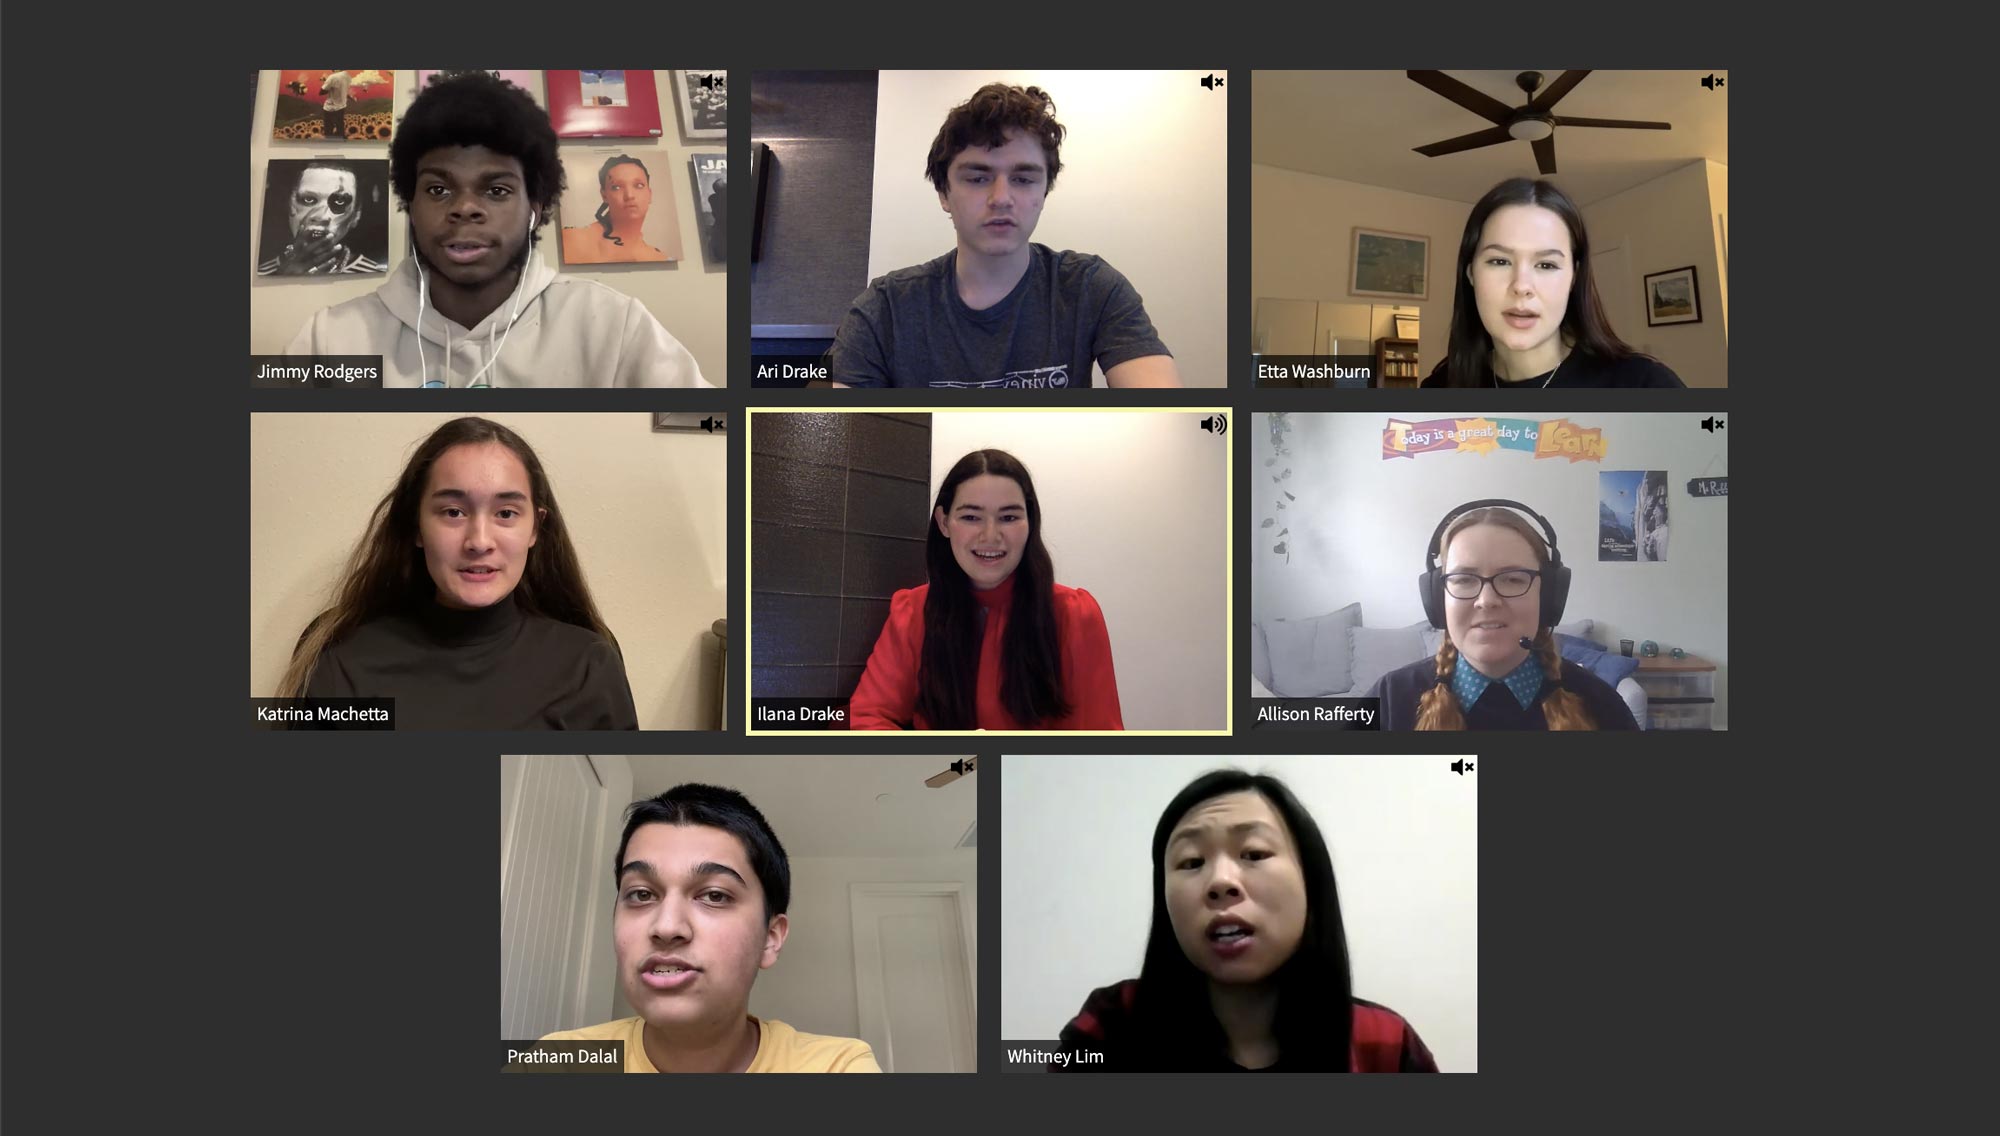 Jimmy Rodgers
Ari Drake
Etta Washburn
Katrina Machetta
Ilana Drake
Today is a great day to Learn
Allison Rafferty
Pratham Dalal
Whitney Lim